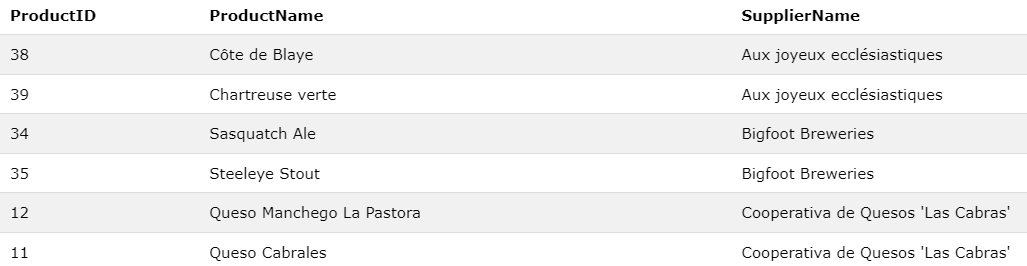 ProductID ProductName SupplierName
38 Côte de Blaye Aux joyeux ecclésiastiques
39 Chartreuse verte Aux joyeux ecclésiastiques
34 Sasquatch Ale Bigfoot Breweries
35 Steeleye Stout Bigfoot Breweries
12 Queso Manchego La Pastora Cooperativa de Quesos 'Las Cabras'
11 Queso Cabrales Cooperativa de Quesos 'Las Cabras'